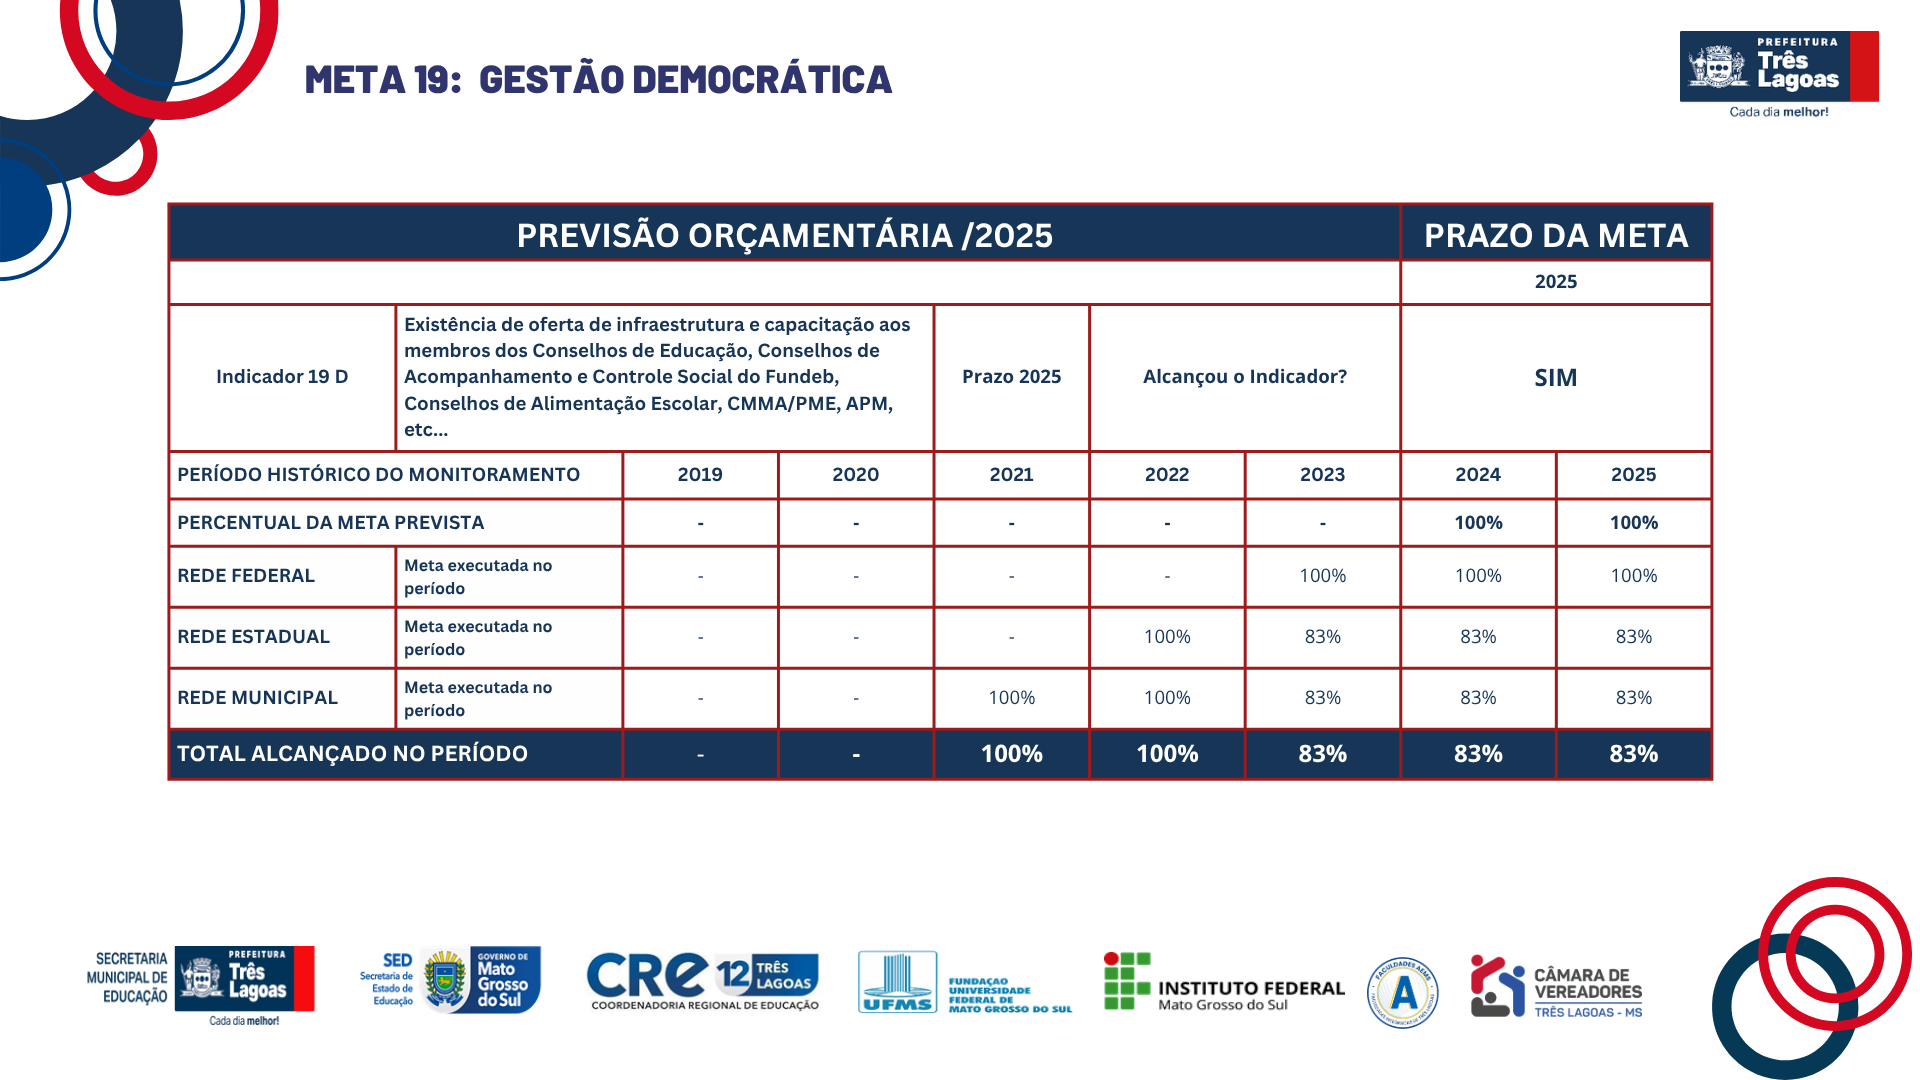 META 19: GESTÃO DEMOCRÁTICA
PREFEITURA
Três
Lagoas
Cada dia melhor!
PREVISÃO ORÇAMENTÁRIA /2025 PRAZO DA META
2025
Indicador 19 D
Existência de oferta de infraestrutura e capacitação aos
membros dos Conselhos de Educação, Conselhos de
Acompanhamento e Controle Social do Fundeb,
Conselhos de Alimentação Escolar, CMMA/PME, APM,
etc...
Prazo 2025
Alcançou o Indicador?
SIM
PERÍODO HISTÓRICO DO MONITORAMENTO 2019 2020 2021 2022 2023 2024 2025
PERCENTUAL DA META PREVISTA - - - - - 100% 100%
REDE FEDERAL
Meta executada no
período
- - - - 100% 100% 100%
REDE ESTADUAL
Meta executada no
período
- - - 100% 83% 83% 83%
REDE MUNICIPAL
Meta executada no
período
- - 100% 100% 83% 83% 83%
TOTAL ALCANÇADO NO PERÍODO - - 100% 100% 83% 83% 83%
SECRETARIA
MUNICIPAL DE
EDUCAÇÃO
PREFEITURA
Três
Lagoas
Cada dia melhor!
SED
Secretaria de
Estado de
Educação
GOVERNO DE
Mato
Grosso
do Sul
CRe 12 TRÊS
LAGOAS
COORDENADORIA REGIONAL DE EDUCAÇÃO
UFMS
FUNDAÇAO
UNIVERSIDADE
FEDERAL DE
MATO GROSSO DO SUL
INSTITUTO FEDERAL
Mato Grosso do Sul
FACULDADES AEMS
A
CÂMARA DE
VEREADORES
TRÊS LAGOAS - MS